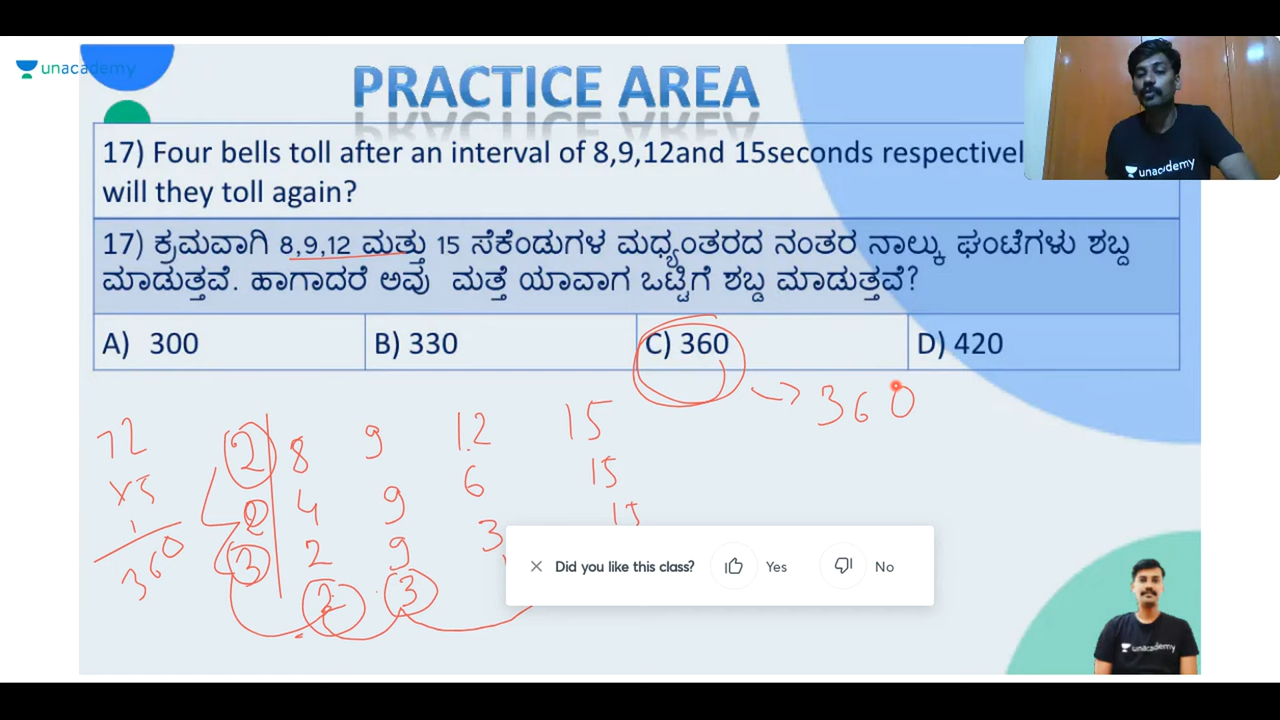 unacademy
PRACTICE AREA
17) Four bells toll after an interval of 8,9,12and 15seconds respectivel
will they toll again?
17) ಕ್ರಮವಾಗಿ 8,9,12 ಮತ್ತು 15 ಸೆಕೆಂಡುಗಳ ಮಧ್ಯಂತರದ ನಂತರ ನಾಲ್ಕು ಘಂಟೆಗಳು ಶಬ್ದ
ಮಾಡುತ್ತವೆ. ಹಾಗಾದರೆ ಅವು ಮತ್ತೆ ಯಾವಾಗ ಒಟ್ಟಿಗೆ ಶಬ್ದ ಮಾಡುತ್ತವೆ?
A) 300 B) 330 C) 360 D) 420
360
72 2 8 9 12 15
x5 2 4 9 6 15
1 3 2 9 3 15
360 2 3
Did you like this class? Yes No
unacademy
unacademy